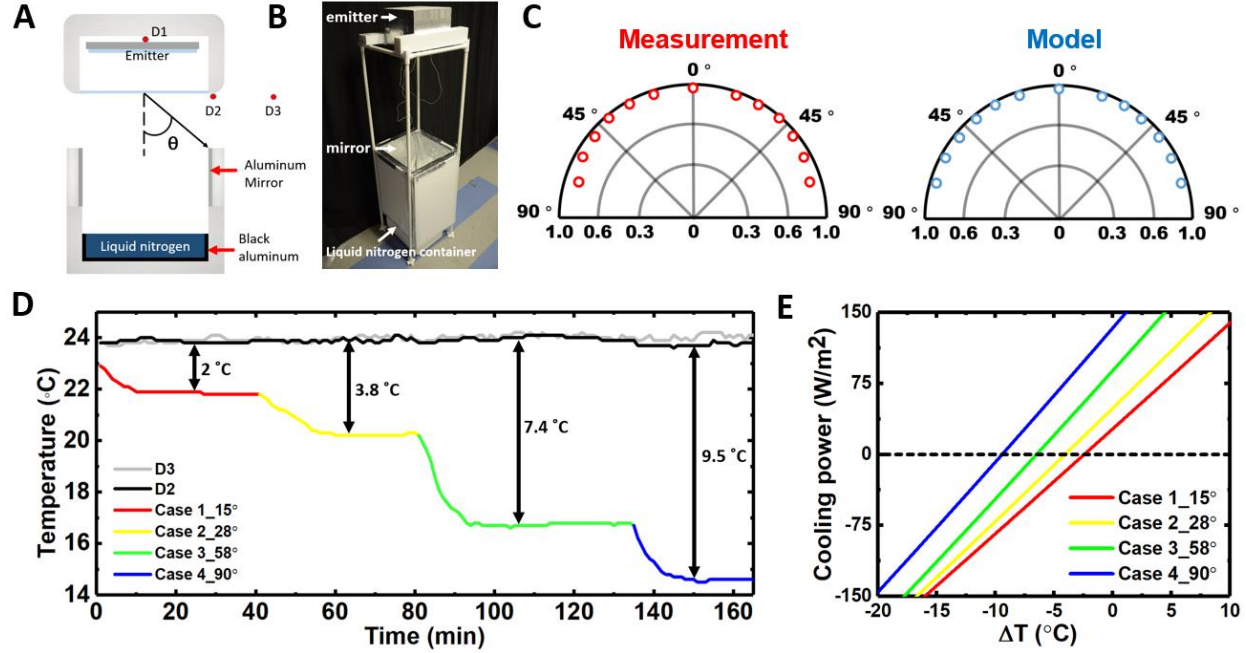 A
D1
Emitter
D2
D3
θ
Aluminum
Mirror
Liquid nitrogen
Black
aluminum
B
emitter
mirror
Liquid nitrogen container
C
Measurement
0 °
45 °
45 °
90 °
90 °
1.0 0.6 0.3 0 0.3 0.6 1.0
Model
0 °
45 °
45 °
90 °
90 °
1.0 0.6 0.3 0 0.3 0.6 1.0
D
Temperature (°C)
24
22
20
18
16
14
2 °C
3.8 °C
7.4 °C
9.5 °C
D3
D2
Case 1_15°
Case 2_28°
Case 3_58°
Case 4_90°
0 20 40 60 80 100 120 140 160
Time (min)
E
Cooling power (W/m2)
150
75
0
-75
-150
Case 1_15°
Case 2_28°
Case 3_58°
Case 4_90°
-20 -15 -10 -5 0 5 10
ΔT (°C)